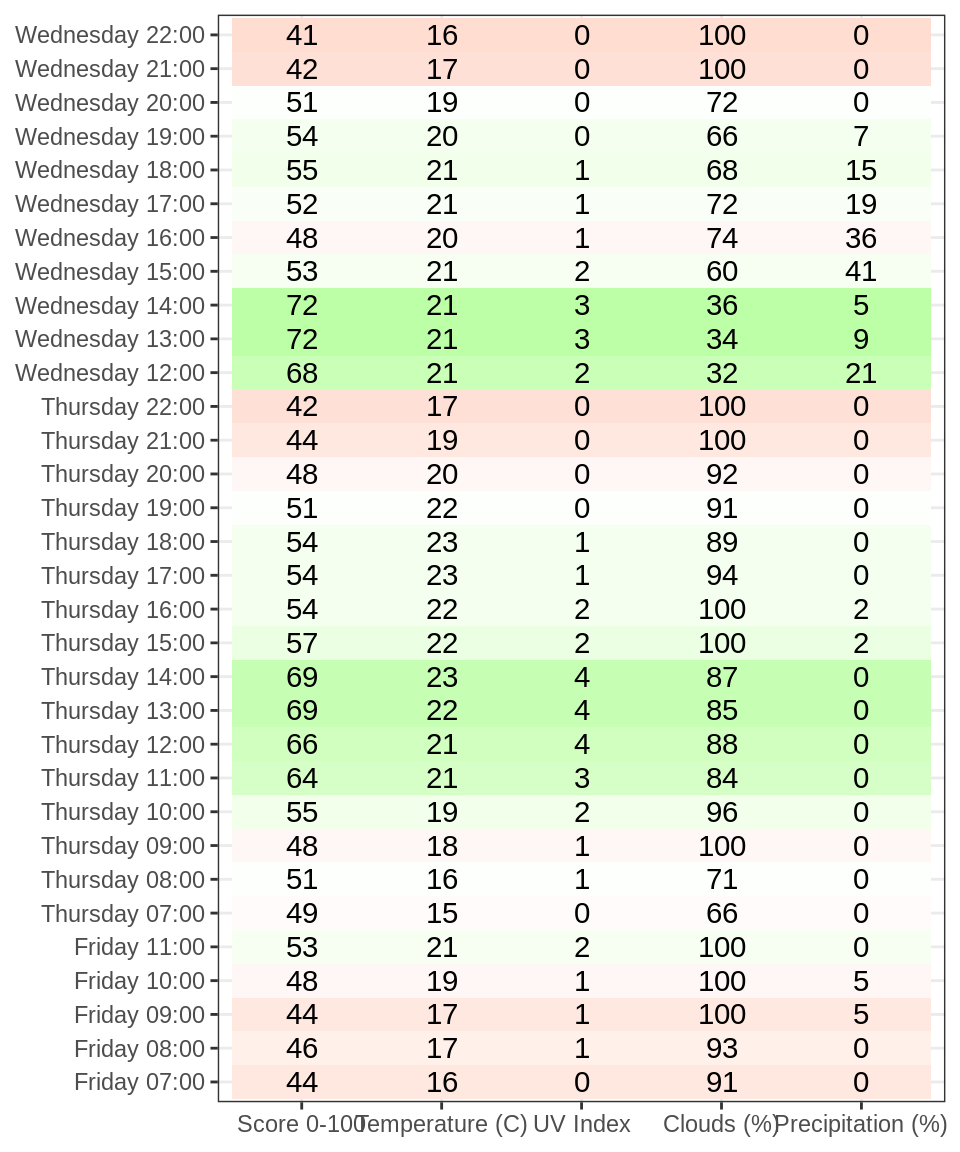 Wednesday 22:00 41 16 0 100 0
Wednesday 21:00 42 17 0 100 0
Wednesday 20:00 51 19 0 72 0
Wednesday 19:00 54 20 0 66 7
Wednesday 18:00 55 21 1 68 15
Wednesday 17:00 52 21 1 72 19
Wednesday 16:00 48 20 1 74 36
Wednesday 15:00 53 21 2 60 41
Wednesday 14:00 72 21 3 36 5
Wednesday 13:00 72 21 3 34 9
Wednesday 12:00 68 21 2 32 21
Thursday 22:00 42 17 0 100 0
Thursday 21:00 44 19 0 100 0
Thursday 20:00 48 20 0 92 0
Thursday 19:00 51 22 0 91 0
Thursday 18:00 54 23 1 89 0
Thursday 17:00 54 23 1 94 0
Thursday 16:00 54 22 2 100 2
Thursday 15:00 57 22 2 100 2
Thursday 14:00 69 23 4 87 0
Thursday 13:00 69 22 4 85 0
Thursday 12:00 66 21 4 88 0
Thursday 11:00 64 21 3 84 0
Thursday 10:00 55 19 2 96 0
Thursday 09:00 48 18 1 100 0
Thursday 08:00 51 16 1 71 0
Thursday 07:00 49 15 0 66 0
Friday 11:00 53 21 2 100 0
Friday 10:00 48 19 1 100 5
Friday 09:00 44 17 1 100 5
Friday 08:00 46 17 1 93 0
Friday 07:00 44 16 0 91 0
Score 0-100 Temperature (C) UV Index Clouds (%) Precipitation (%)